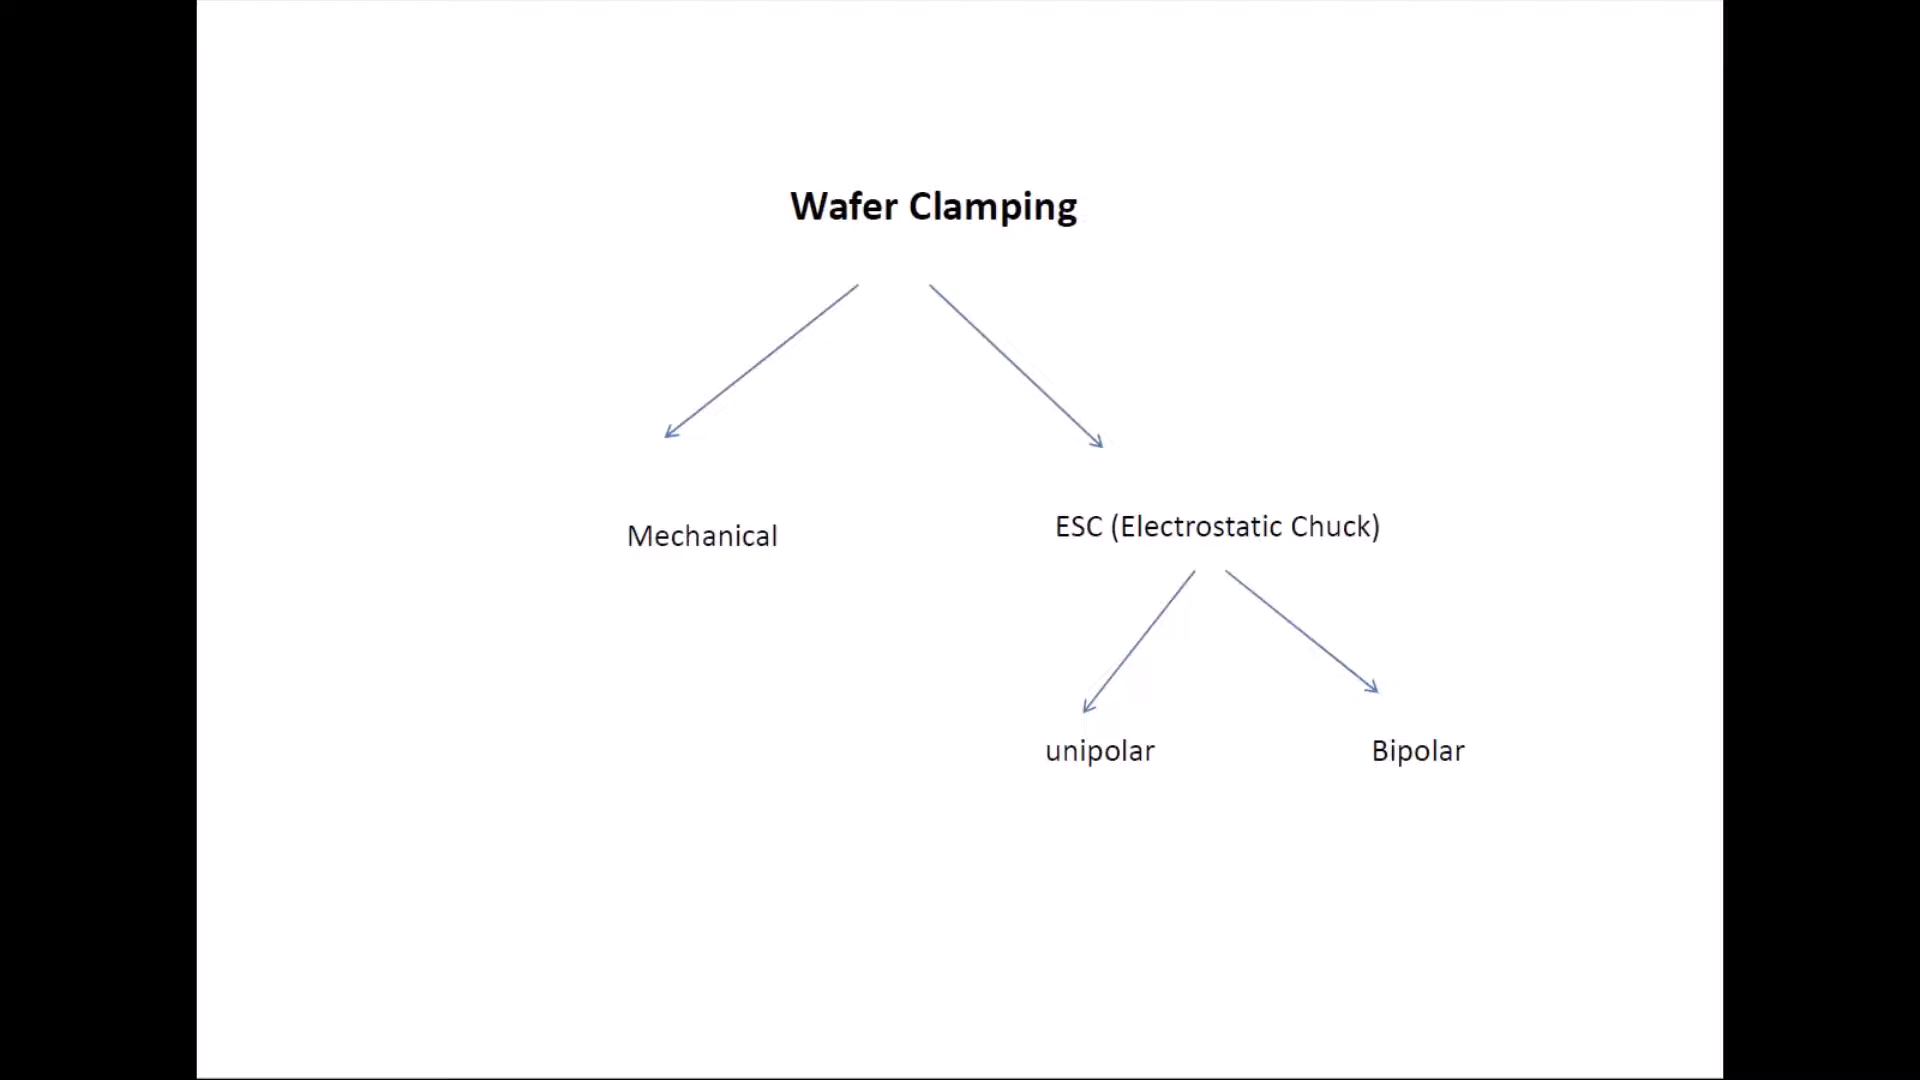 Wafer Clamping
Mechanical
ESC (Electrostatic Chuck)
unipolar
Bipolar